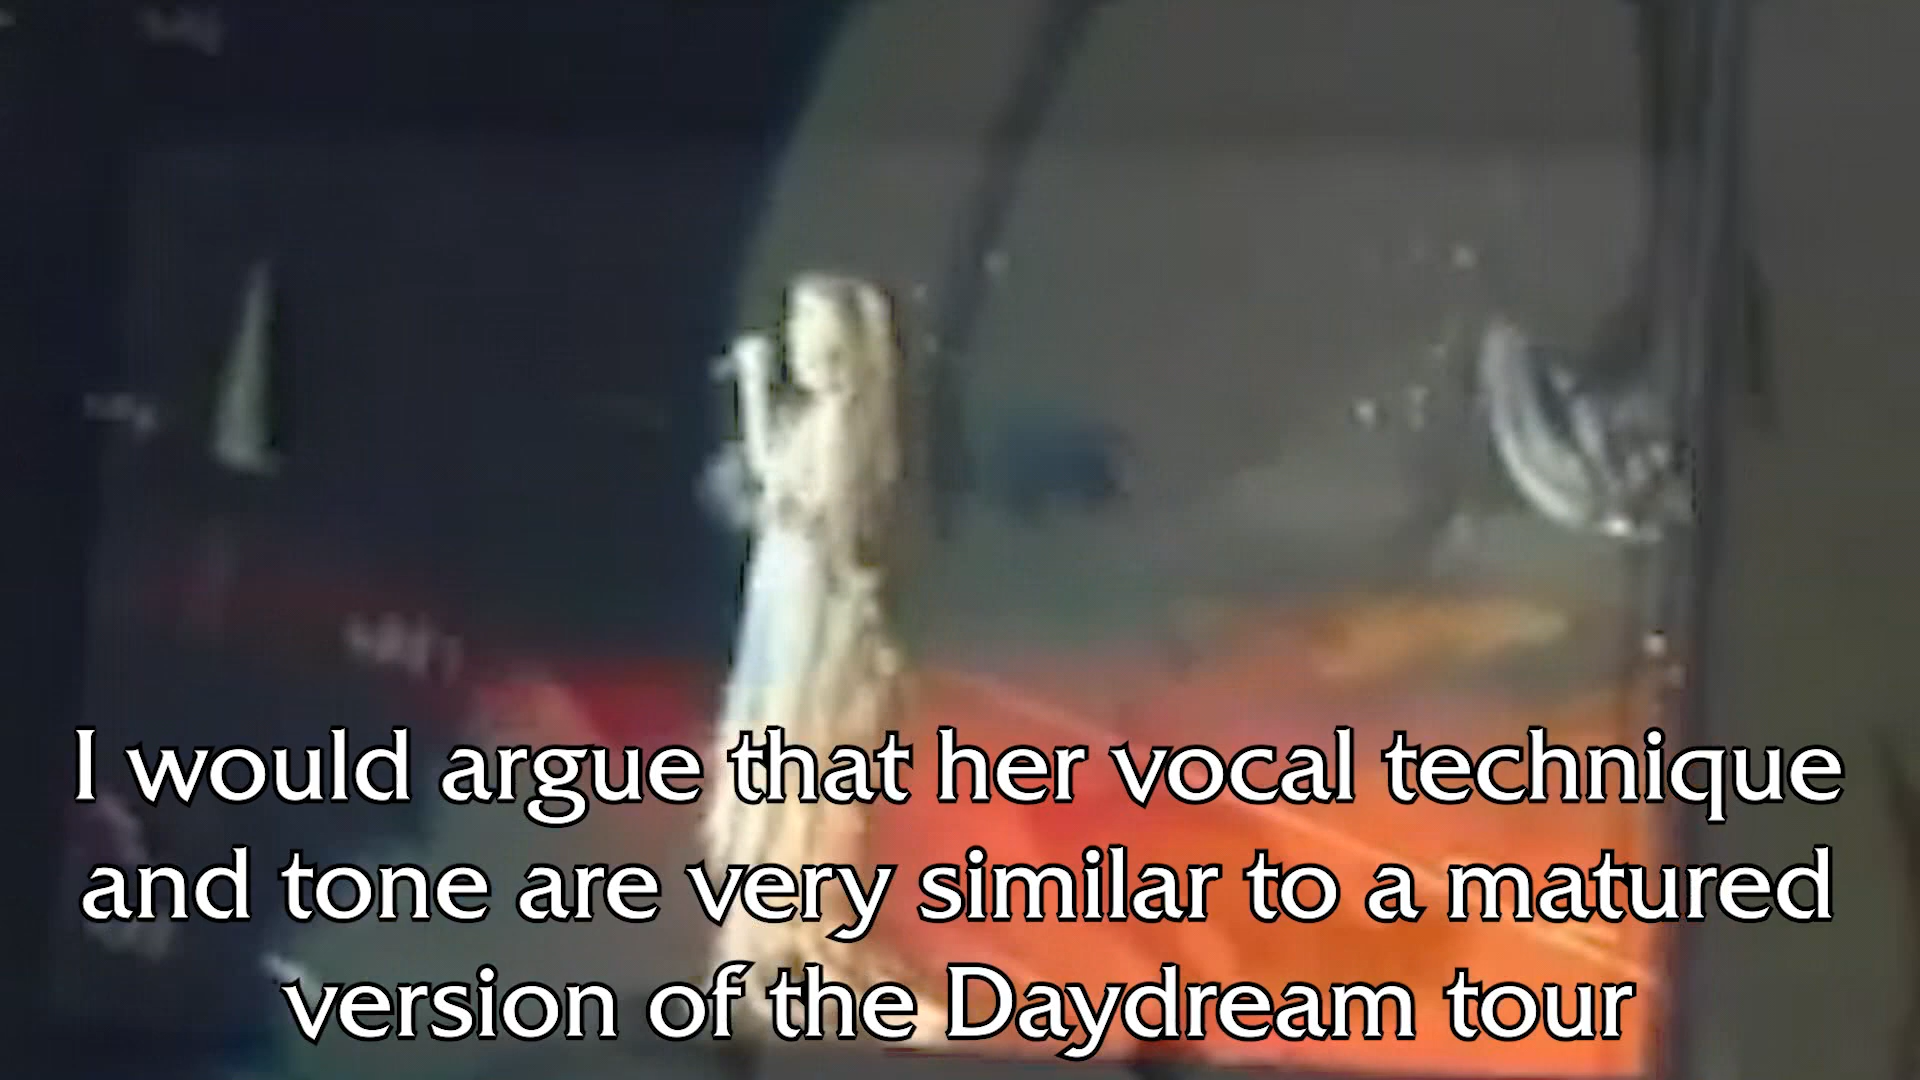 I would argue that her vocal technique
and tone are very similar to a matured
version of the Daydream tour